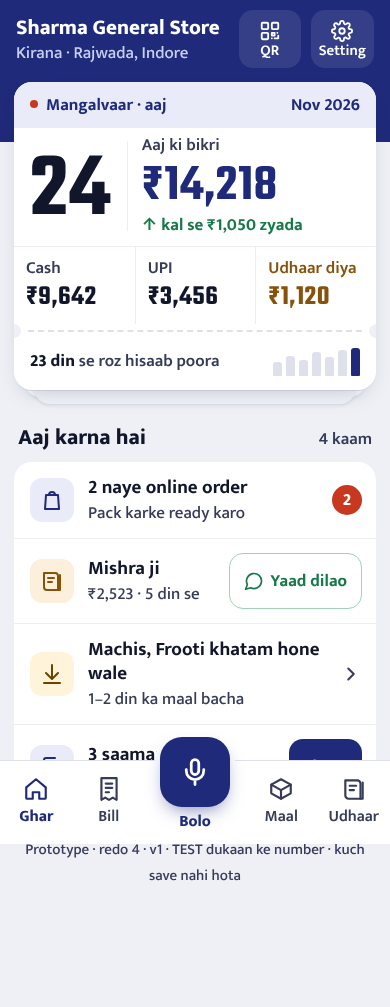 Sharma General Store
Kirana · Rajwada, Indore
QR
Setting
Mangalvaar · aaj
Nov 2026
24
Aaj ki bikri
₹14,218
↑ kal se ₹1,050 zyada
Cash
₹9,642
UPI
₹3,456
Udhaar diya
₹1,120
23 din se roz hisaab poora
Aaj karna hai
4 kaam
2 naye online order
Pack karke ready karo
2
Mishra ji
₹2,523 · 5 din se
Yaad dilao
Machis, Frooti khatam hone
wale
1–2 din ka maal bacha
3 saama
Ghar
Bill
Bolo
Maal
Udhaar
Prototype · redo 4 · v1 · TEST dukaan ke number · kuch
save nahi hota